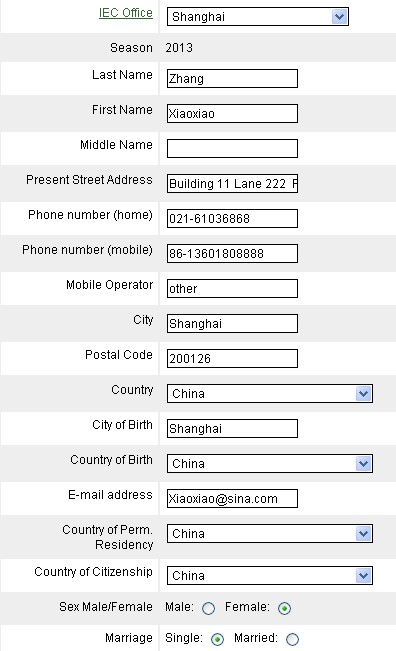 IEC Office Shanghai
Season 2013
Last Name Zhang
First Name Xiaoxiao
Middle Name
Present Street Address Building 11 Lane 222
Phone number (home) 021-61036868
Phone number (mobile) 86-13601808888
Mobile Operator other
City Shanghai
Postal Code 200126
Country China
City of Birth Shanghai
Country of Birth China
E-mail address Xiaoxiao@sina.com
Country of Perm.
Residency China
Country of Citizenship China
Sex Male/Female Male: Female:
Marriage Single: Married: